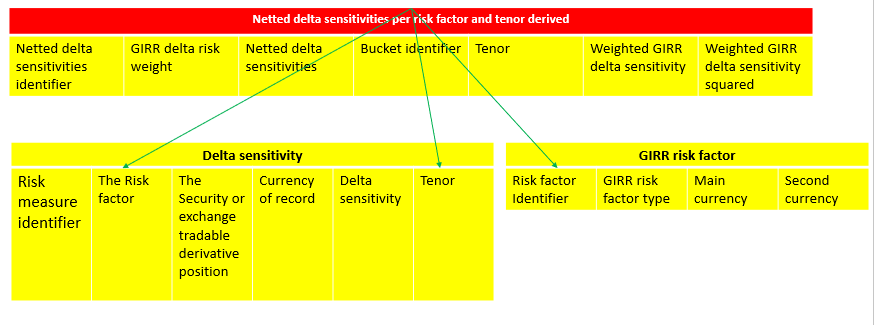 Netted delta sensitivities per risk factor and tenor derived
Netted delta
sensitivities
identifier
GIRR delta risk
weight
Netted delta
sensitivities
Bucket identifier
Tenor
Weighted GIRR
delta sensitivity
Weighted GIRR
delta sensitivity
squared
Delta sensitivity
Risk
measure
identifier
The Risk
factor
The
Security or
exchange
tradable
derivative
position
Currency
of record
Delta
sensitivity
Tenor
GIRR risk factor
Risk factor
Identifier
GIRR risk
factor type
Main
currency
Second
currency